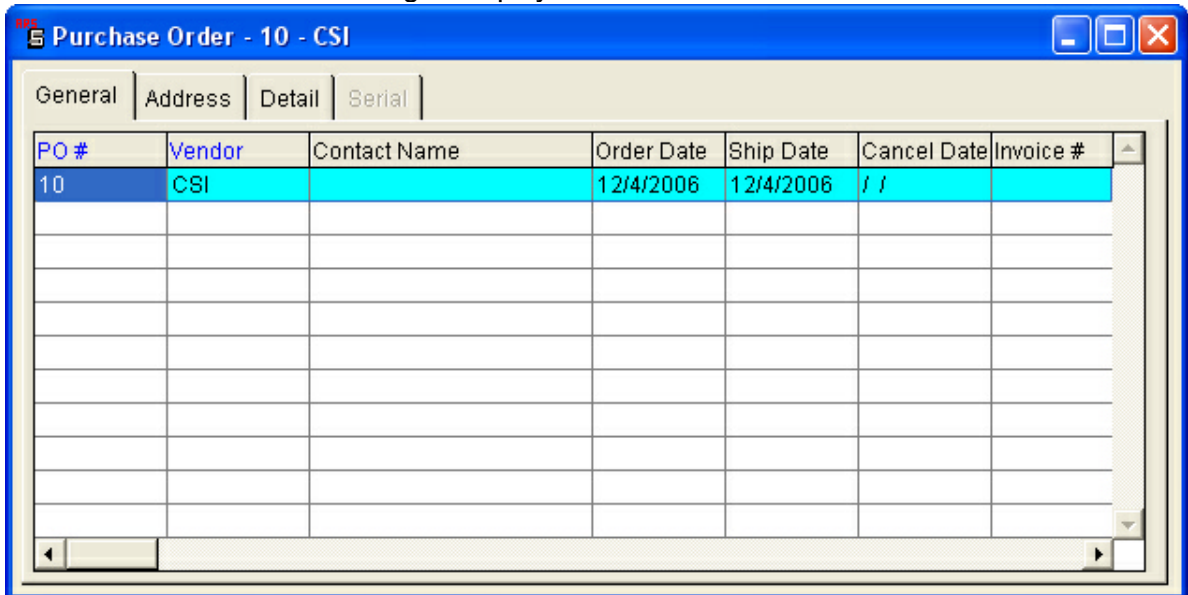 Purchase Order - 10 - CSI
General Address Detail Serial
PO # Vendor Contact Name Order Date Ship Date Cancel Date Invoice #
10 CSI 12/4/2006 12/4/2006 / /